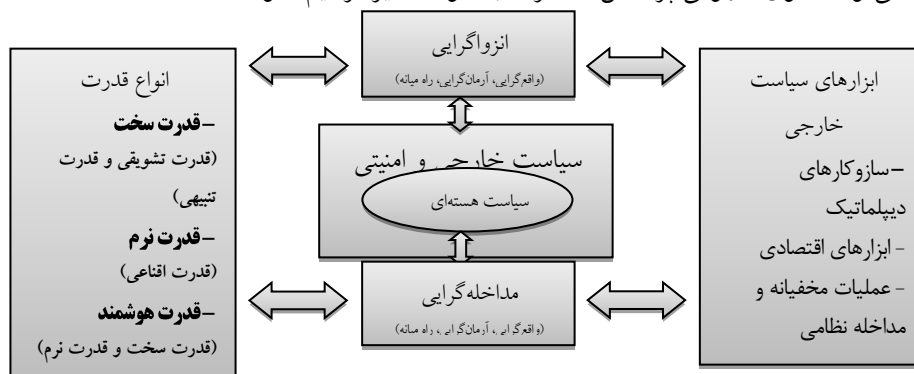 انزواگرایی
(واقع‌گرایی، آرمان‌گرایی، راه میانه)
ابزارهای سیاست
خارجی
–سازوکارهای
دیپلماتیک
- ابزارهای اقتصادی
- عملیات مخفیانه و
مداخله نظامی
سیاست خارجی و امنیتی
سیاست هسته‌ای
مداخله‌گرایی
(واقع‌گرایی، آرمان‌گرایی، راه میانه)
انواع قدرت
–قدرت سخت
(قدرت تشویقی و قدرت
تنبیهی)
–قدرت نرم
(قدرت اقناعی)
–قدرت هوشمند
(قدرت سخت و قدرت نرم)